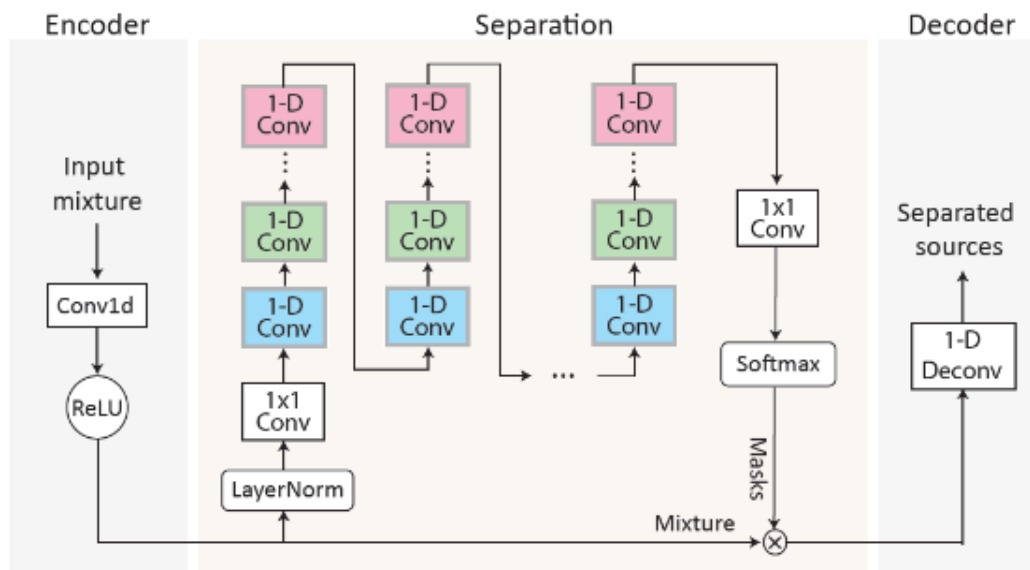 Encoder
Separation
Decoder
Input
mixture
Conv1d
ReLU
1-D
Conv
1-D
Conv
1-D
Conv
1x1
Conv
LayerNorm
1-D
Conv
1-D
Conv
1-D
Conv
...
1-D
Conv
1-D
Conv
1-D
Conv
1x1
Conv
Softmax
Masks
Mixture
Separated
sources
1-D
Deconv